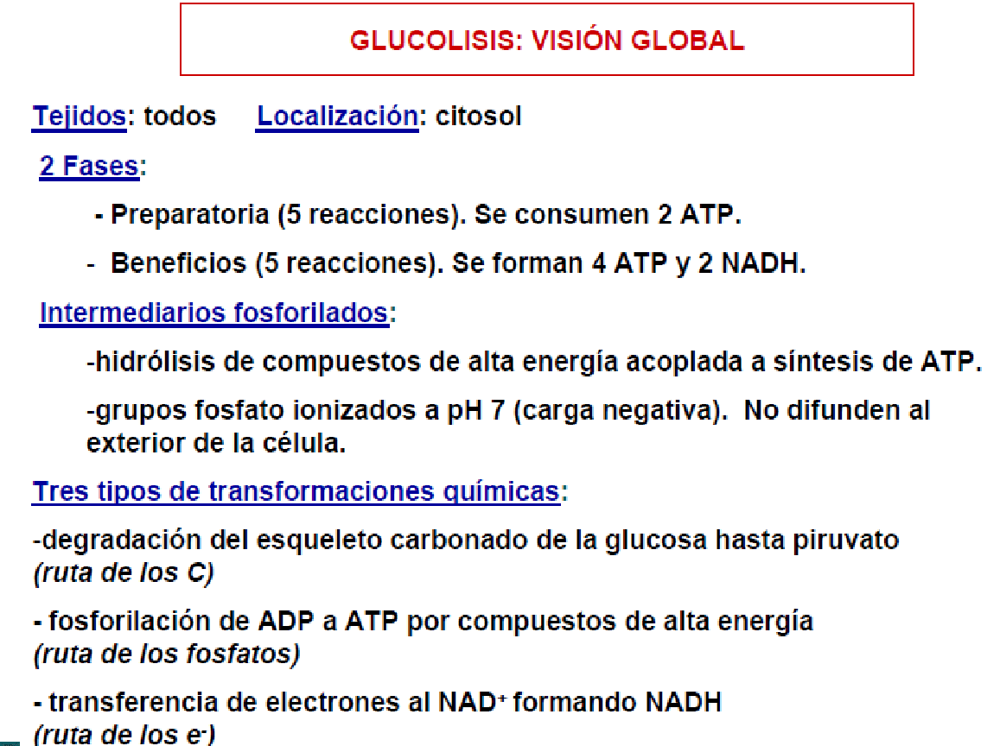 GLUCOLISIS: VISIÓN GLOBAL
Tejidos: todos Localización: citosol
2 Fases:
- Preparatoria (5 reacciones). Se consumen 2 ATP.
- Beneficios (5 reacciones). Se forman 4 ATP y 2 NADH.
Intermediarios fosforilados:
-hidrólisis de compuestos de alta energía acoplada a síntesis de ATP.
-grupos fosfato ionizados a pH 7 (carga negativa). No difunden al
exterior de la célula.
Tres tipos de transformaciones químicas:
-degradación del esqueleto carbonado de la glucosa hasta piruvato
(ruta de los C)
- fosforilación de ADP a ATP por compuestos de alta energía
(ruta de los fosfatos)
- transferencia de electrones al NAD⁺ formando NADH
(ruta de los e⁻)